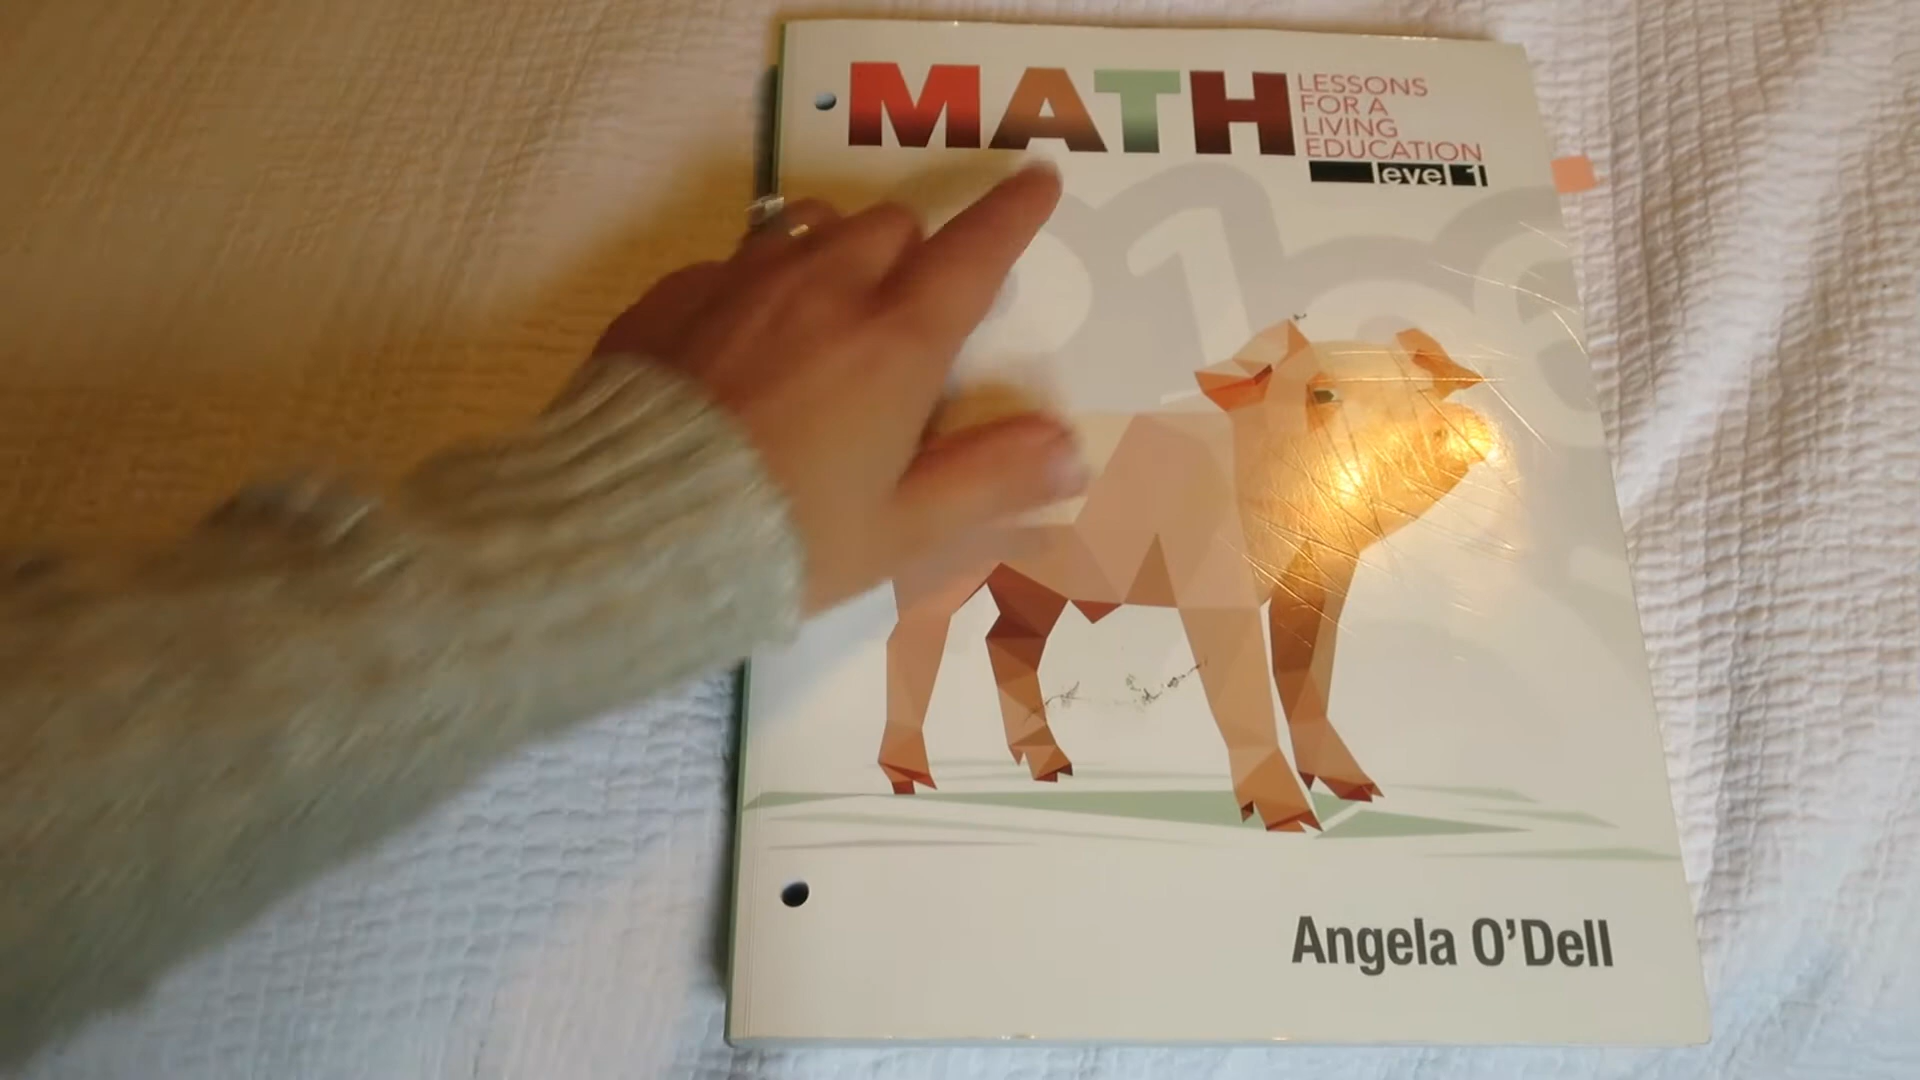 MATH
LESSONS
FOR A
LIVING
EDUCATION
level 1
Angela O'Dell